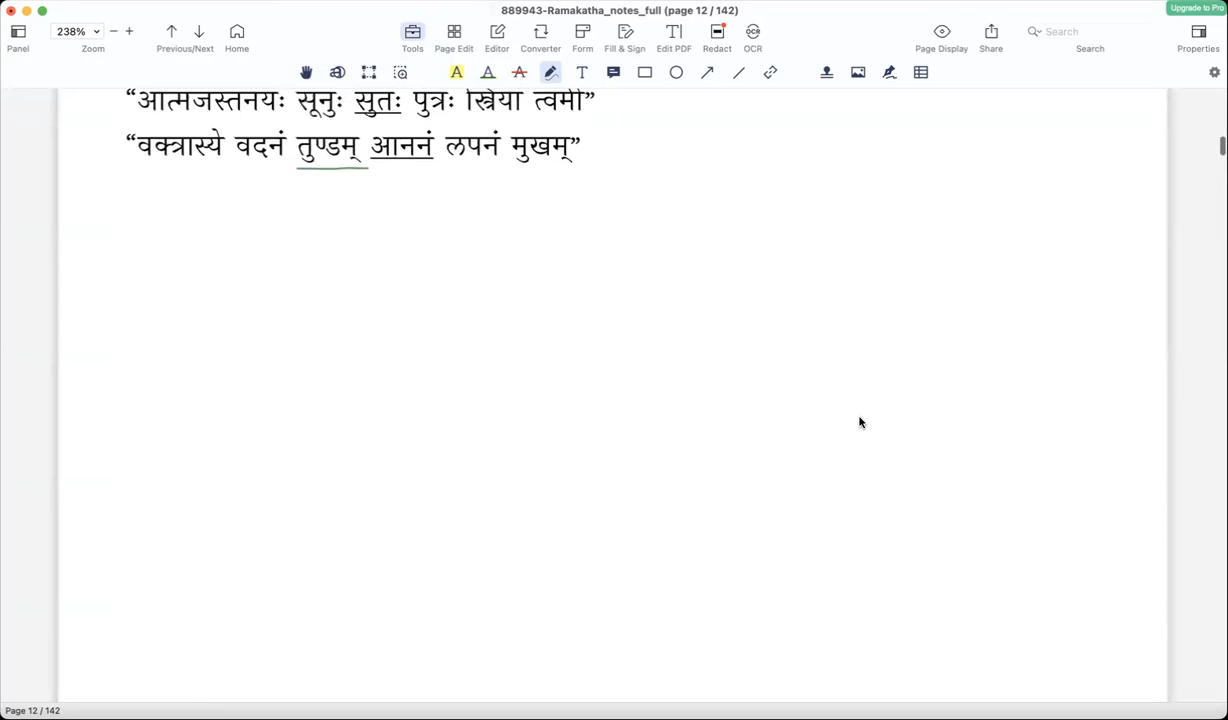 889943-Ramakatha_notes_full (page 12 / 142)
Upgrade to Pro
238%
Search
Panel Zoom Previous/Next Home Tools Page Edit Editor Converter Form Fill & Sign Edit PDF Redact OCR Page Display Share Search Properties
“आत्मजस्तनयः सूनुः सुतः पुत्रः स्त्रियां त्वमी”
“वक्त्रास्ये वदनं तुण्डम् आननं लपनं मुखम्”
Page 12 / 142